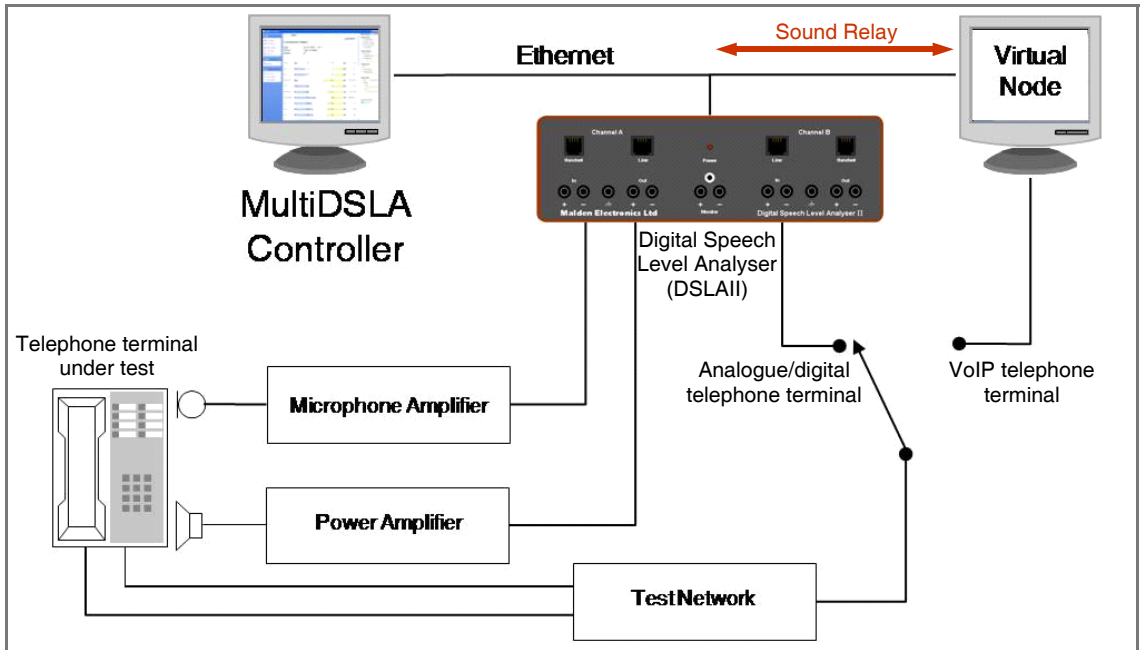 Sound Relay
Ethernet
Virtual
Node
Channel A
Channel B
Handset
Line
Power
Line
Handset
In
Out
In
Out
+ − + − + − + − + −
Malden Electronics Ltd
Monitor
Digital Speech Level Analyser II
MultiDSLA
Controller
Digital Speech
Level Analyser
(DSLAII)
Telephone terminal
under test
Analogue/digital
telephone terminal
VoIP telephone
terminal
Microphone Amplifier
Power Amplifier
Test Network